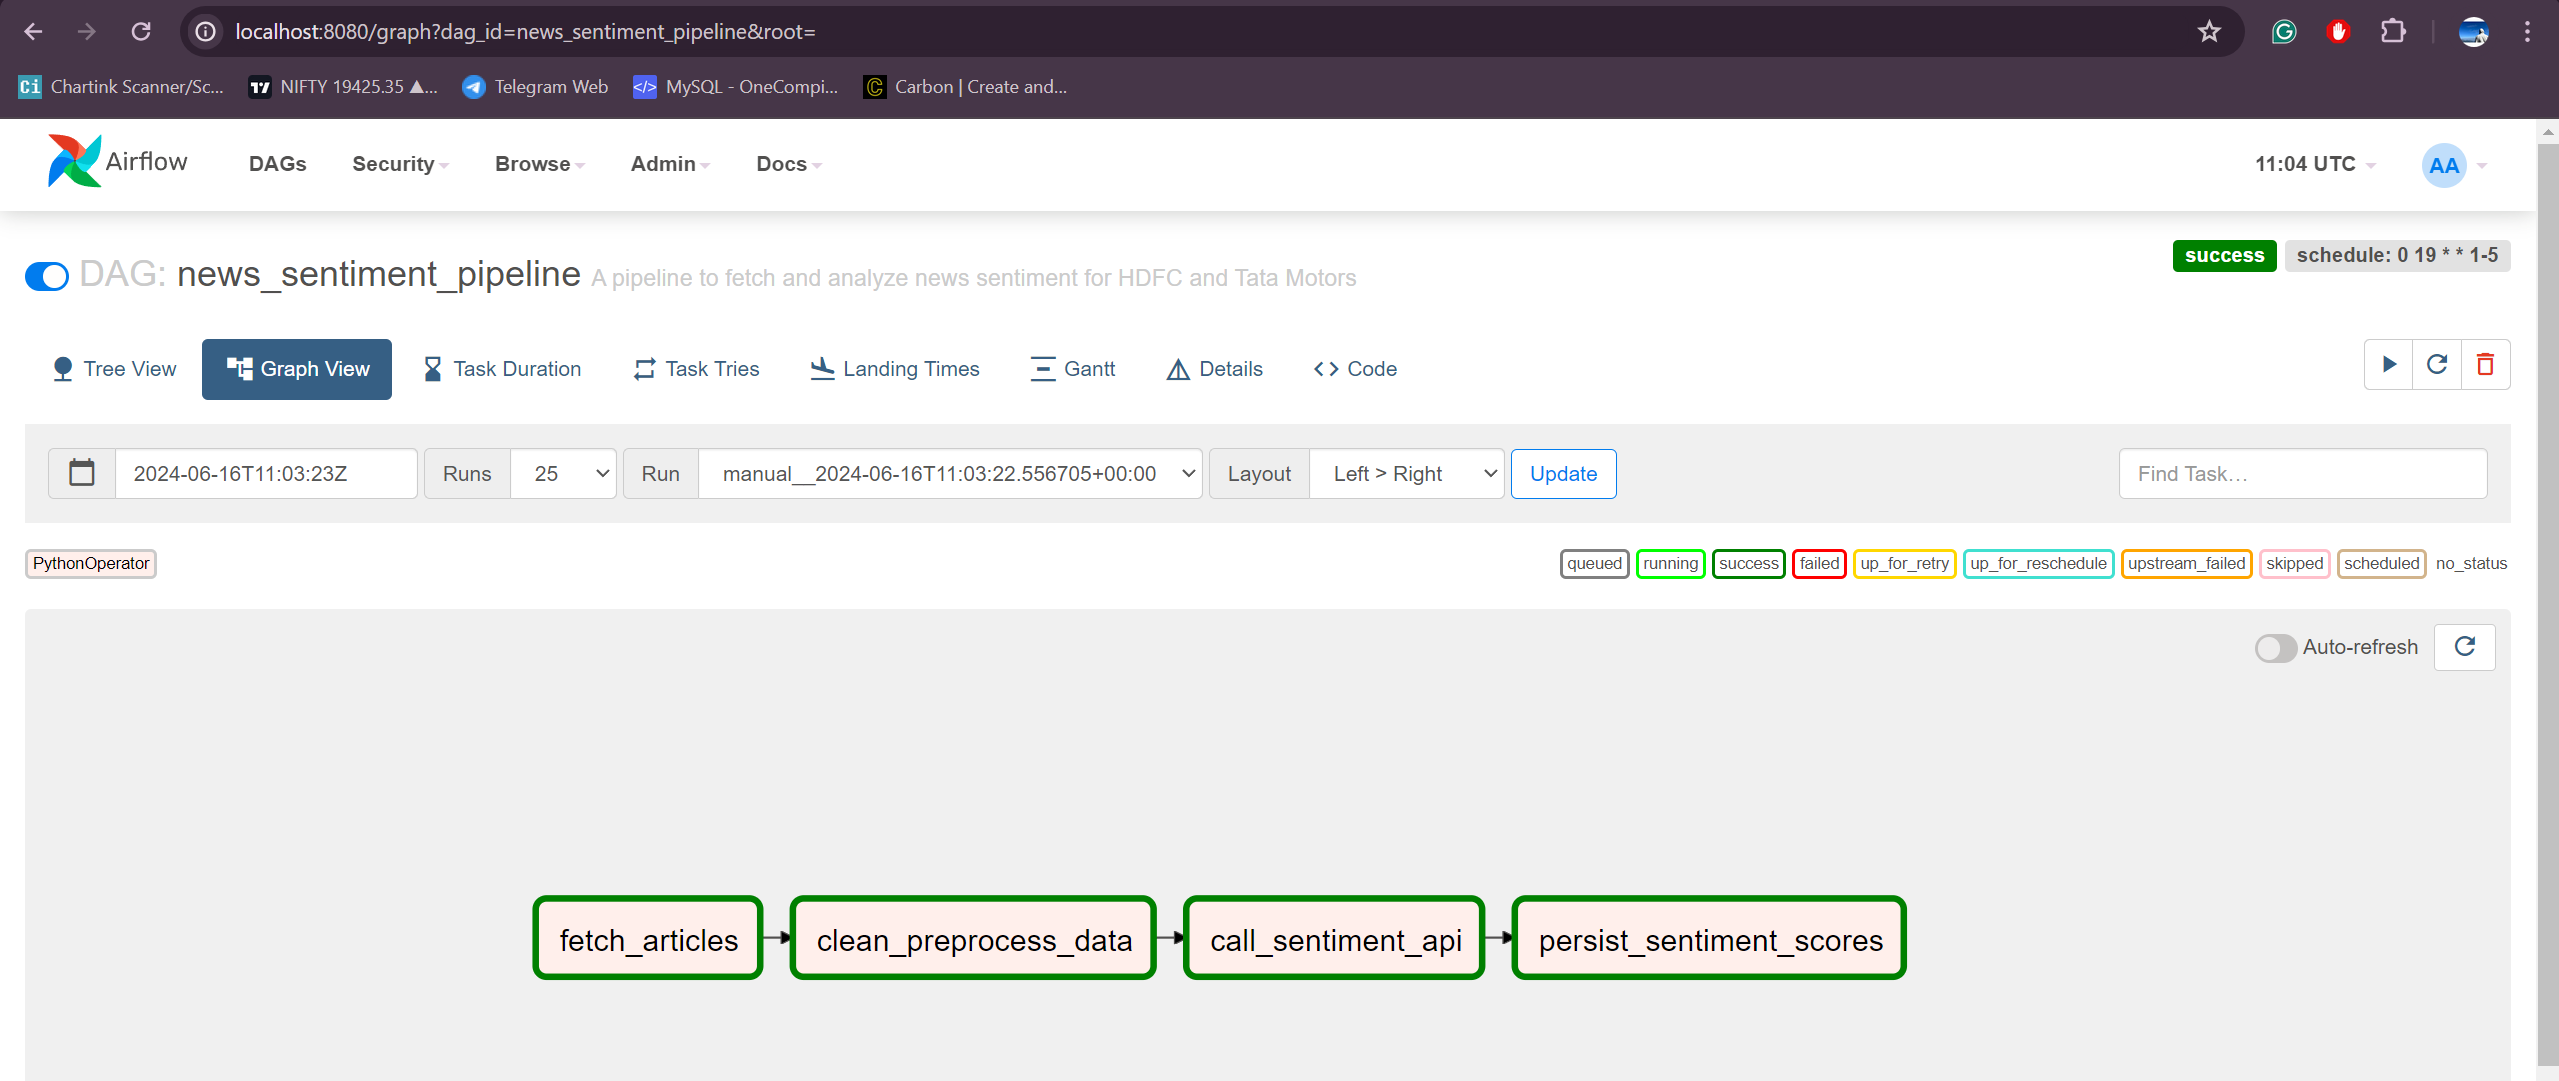 localhost:8080/graph?dag_id=news_sentiment_pipeline&root=
Chartink Scanner/Sc... NIFTY 19425.35 ▲... Telegram Web MySQL - OneCompi... Carbon | Create and...
Airflow DAGs Security Browse Admin Docs 11:04 UTC AA
success schedule: 0 19 * * 1-5
DAG: news_sentiment_pipeline A pipeline to fetch and analyze news sentiment for HDFC and Tata Motors
Tree View Graph View Task Duration Task Tries Landing Times Gantt Details Code
2024-06-16T11:03:23Z Runs 25 Run manual__2024-06-16T11:03:22.556705+00:00 Layout Left > Right Update Find Task…
PythonOperator queued running success failed up_for_retry up_for_reschedule upstream_failed skipped scheduled no_status
Auto-refresh
fetch_articles clean_preprocess_data call_sentiment_api persist_sentiment_scores